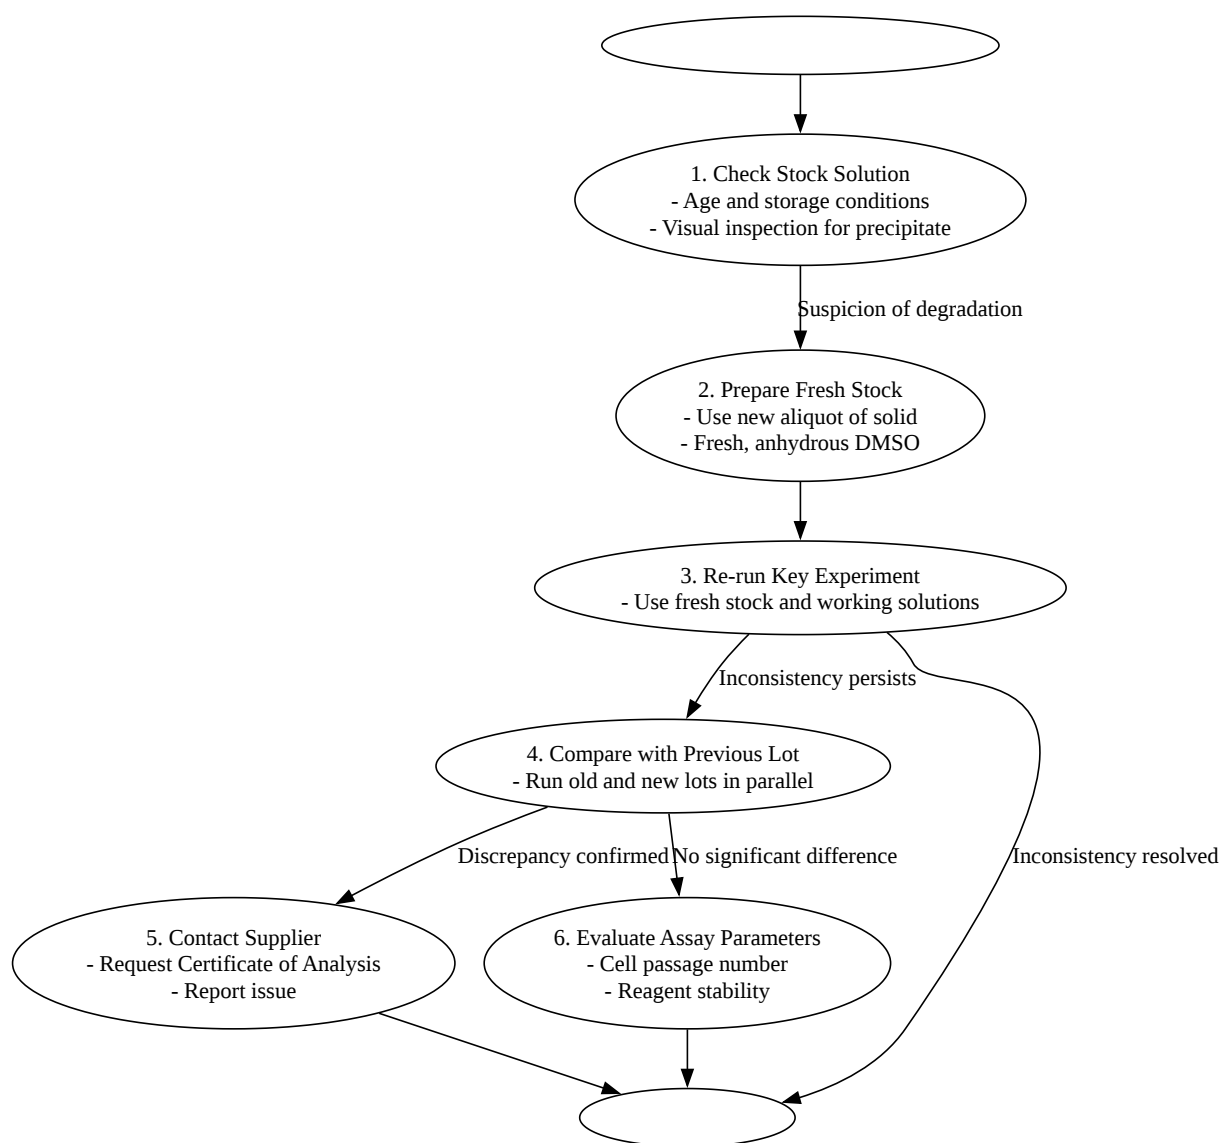 1. Check Stock Solution
- Age and storage conditions
- Visual inspection for precipitate
Suspicion of degradation
2. Prepare Fresh Stock
- Use new aliquot of solid
- Fresh, anhydrous DMSO
3. Re-run Key Experiment
- Use fresh stock and working solutions
Inconsistency persists
4. Compare with Previous Lot
- Run old and new lots in parallel
Discrepancy confirmed
No significant difference
Inconsistency resolved
5. Contact Supplier
- Request Certificate of Analysis
- Report issue
6. Evaluate Assay Parameters
- Cell passage number
- Reagent stability